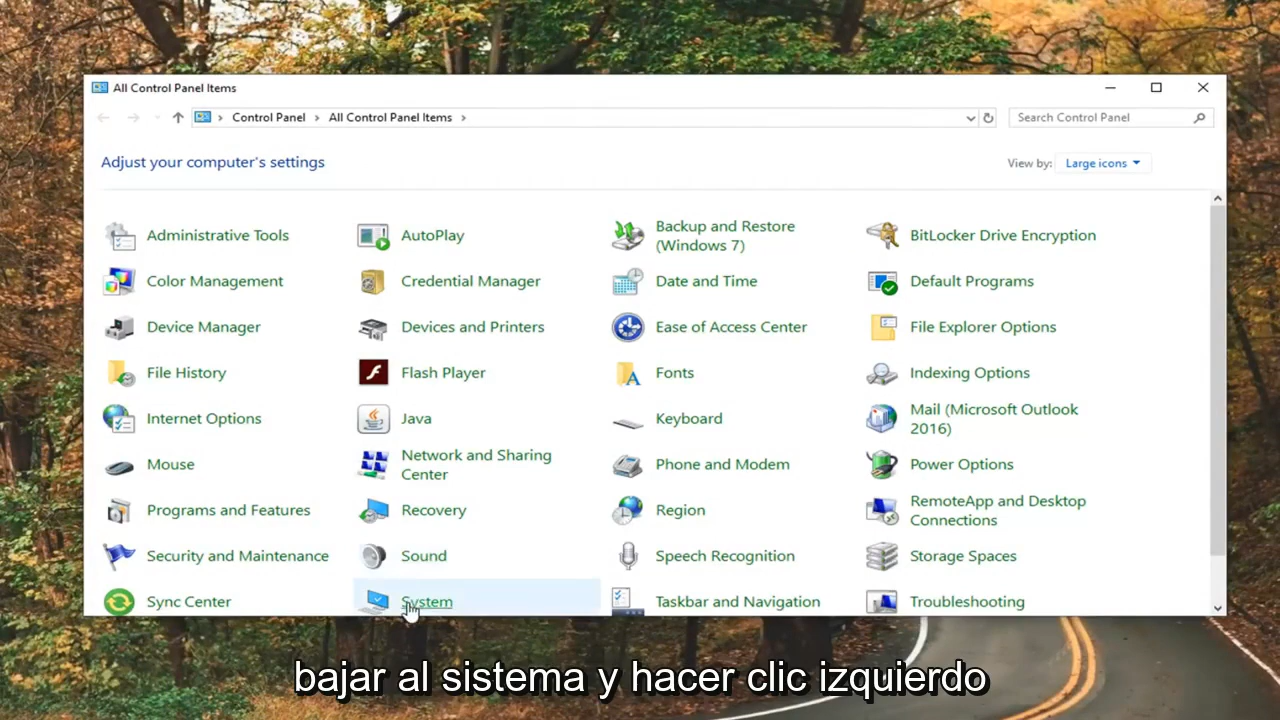 All Control Panel Items
Control Panel > All Control Panel Items >
Search Control Panel
Adjust your computer's settings
View by: Large icons
Administrative Tools
AutoPlay
Backup and Restore
(Windows 7)
BitLocker Drive Encryption
Color Management
Credential Manager
Date and Time
Default Programs
Device Manager
Devices and Printers
Ease of Access Center
File Explorer Options
File History
Flash Player
Fonts
Indexing Options
Internet Options
Java
Keyboard
Mail (Microsoft Outlook
2016)
Mouse
Network and Sharing
Center
Phone and Modem
Power Options
Programs and Features
Recovery
Region
RemoteApp and Desktop
Connections
Security and Maintenance
Sound
Speech Recognition
Storage Spaces
Sync Center
System
Taskbar and Navigation
Troubleshooting
bajar al sistema y hacer clic izquierdo